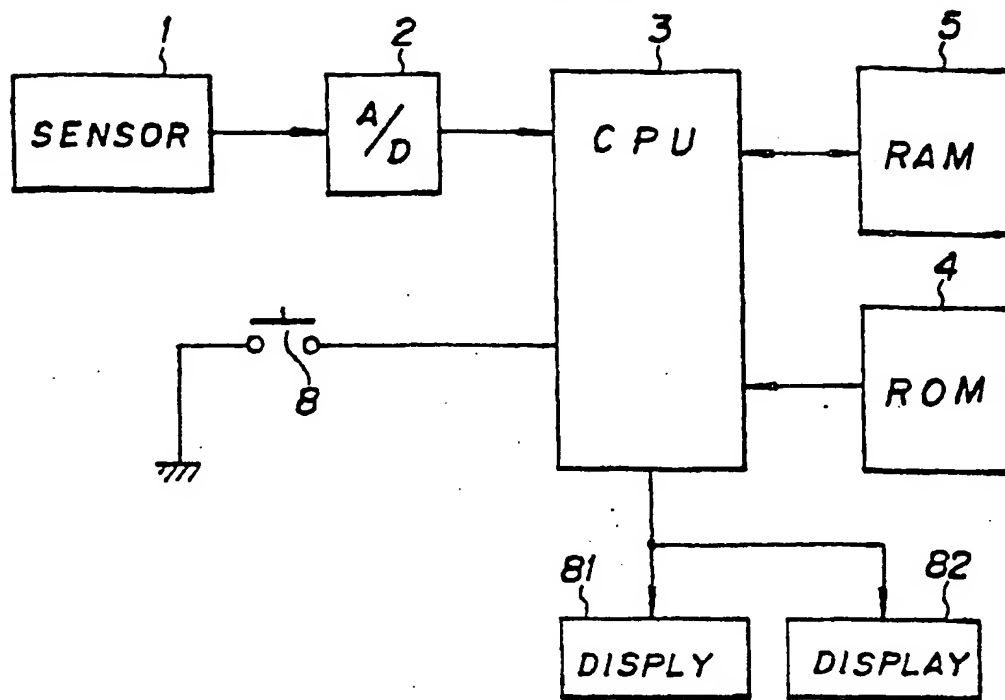 1
2
3
5
SENSOR
A/D
CPU
RAM
4
8
ROM
81
82
DISPLY
DISPLAY